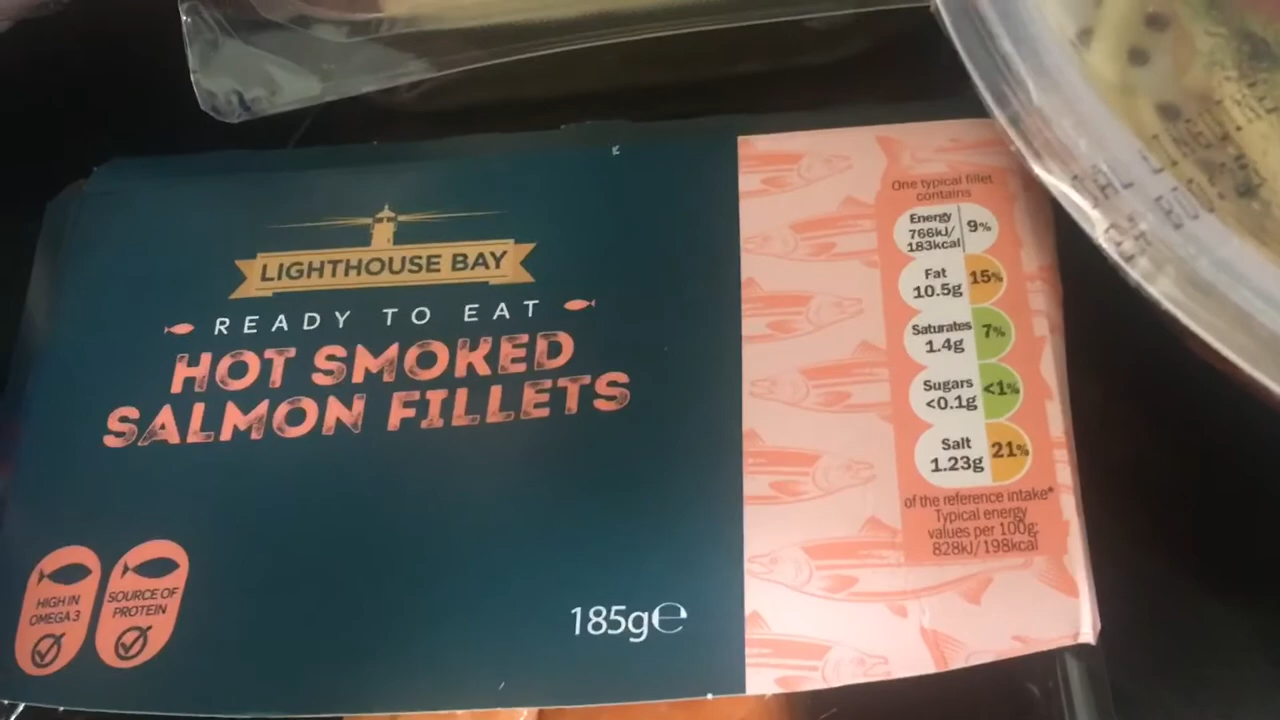 LIGHTHOUSE BAY
READY TO EAT
HOT SMOKED
SALMON FILLETS
HIGH IN
OMEGA 3
SOURCE OF
PROTEIN
185g℮
One typical fillet
contains
Energy
766kJ/
183kcal
9%
Fat
10.5g
15%
Saturates
1.4g
7%
Sugars
<0.1g
<1%
Salt
1.23g
21%
of the reference intake*
Typical energy
values per 100g:
828kJ/198kcal